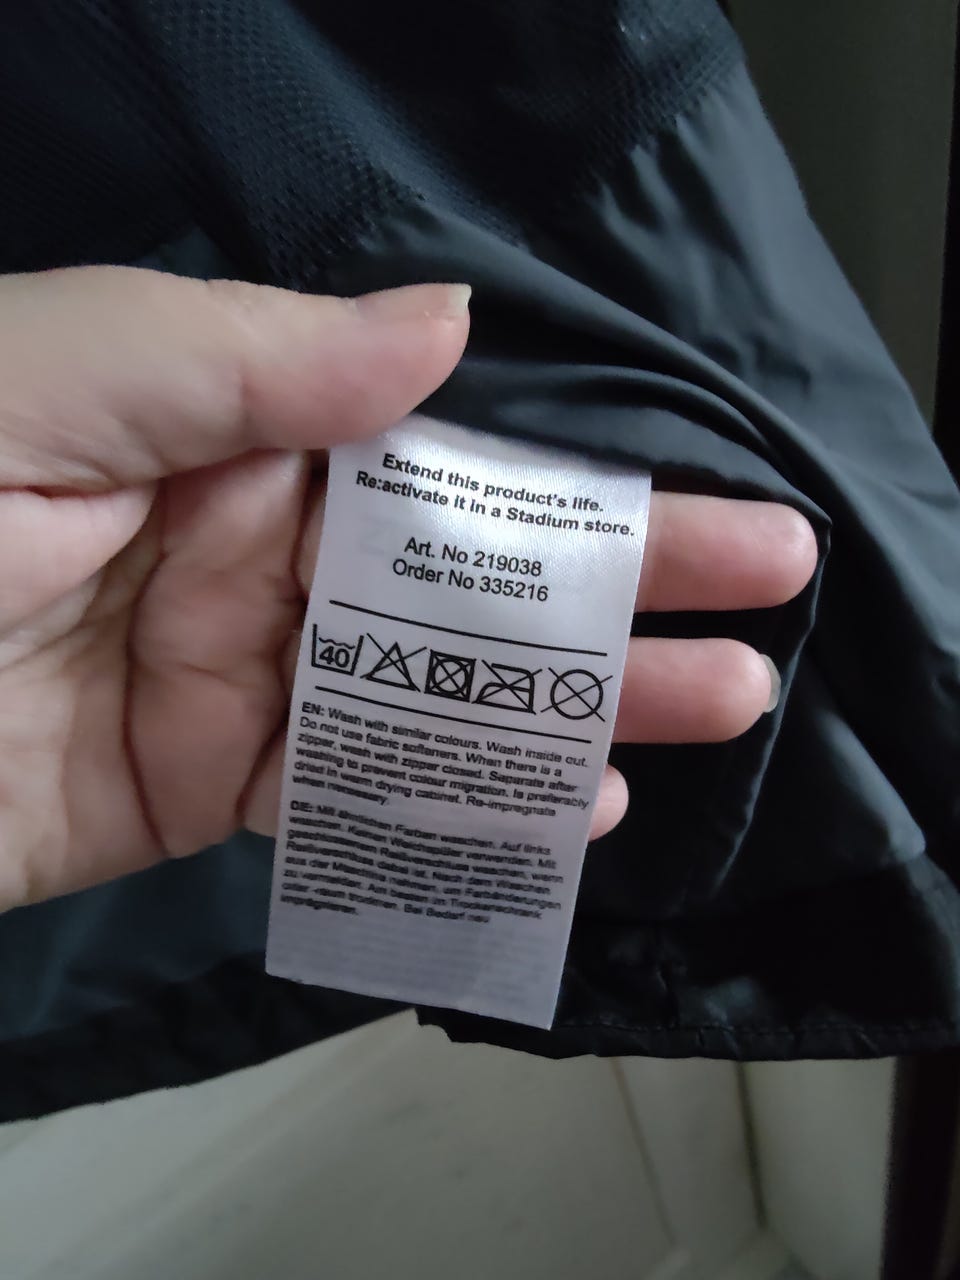 Extend this product's life.
Re:activate it in a Stadium store.
Art. No 219038
Order No 335216
40
EN: Wash with similar colours. Wash inside out.
Do not use fabric softeners. When there is a
zipper, wash with zipper closed. Separate after
washing to prevent colour migration. Is preferably
dried in warm drying cabinet. Re-impregnate
when necessary.
DE: Mit ähnlichen Farben waschen. Auf links
waschen. Keinen Weichspüler verwenden. Mit
geschlossenem Reißverschluss waschen, wenn
Reißverschluss dabei ist. Nach dem Waschen
aus der Maschine nehmen, um Farbänderungen
zu vermeiden. Am besten im Trockenschrank
oder -raum trocknen. Bei Bedarf neu
imprägnieren.